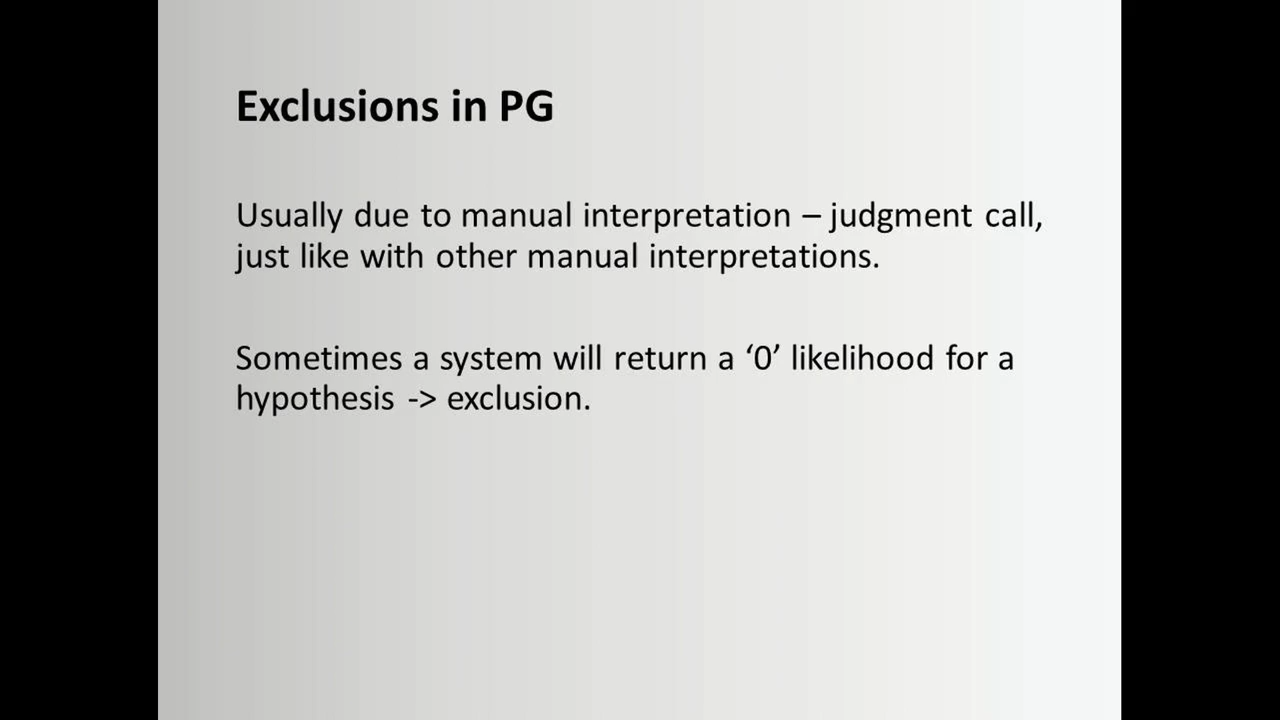 Exclusions in PG
Usually due to manual interpretation – judgment call,
just like with other manual interpretations.
Sometimes a system will return a ‘0’ likelihood for a
hypothesis -> exclusion.